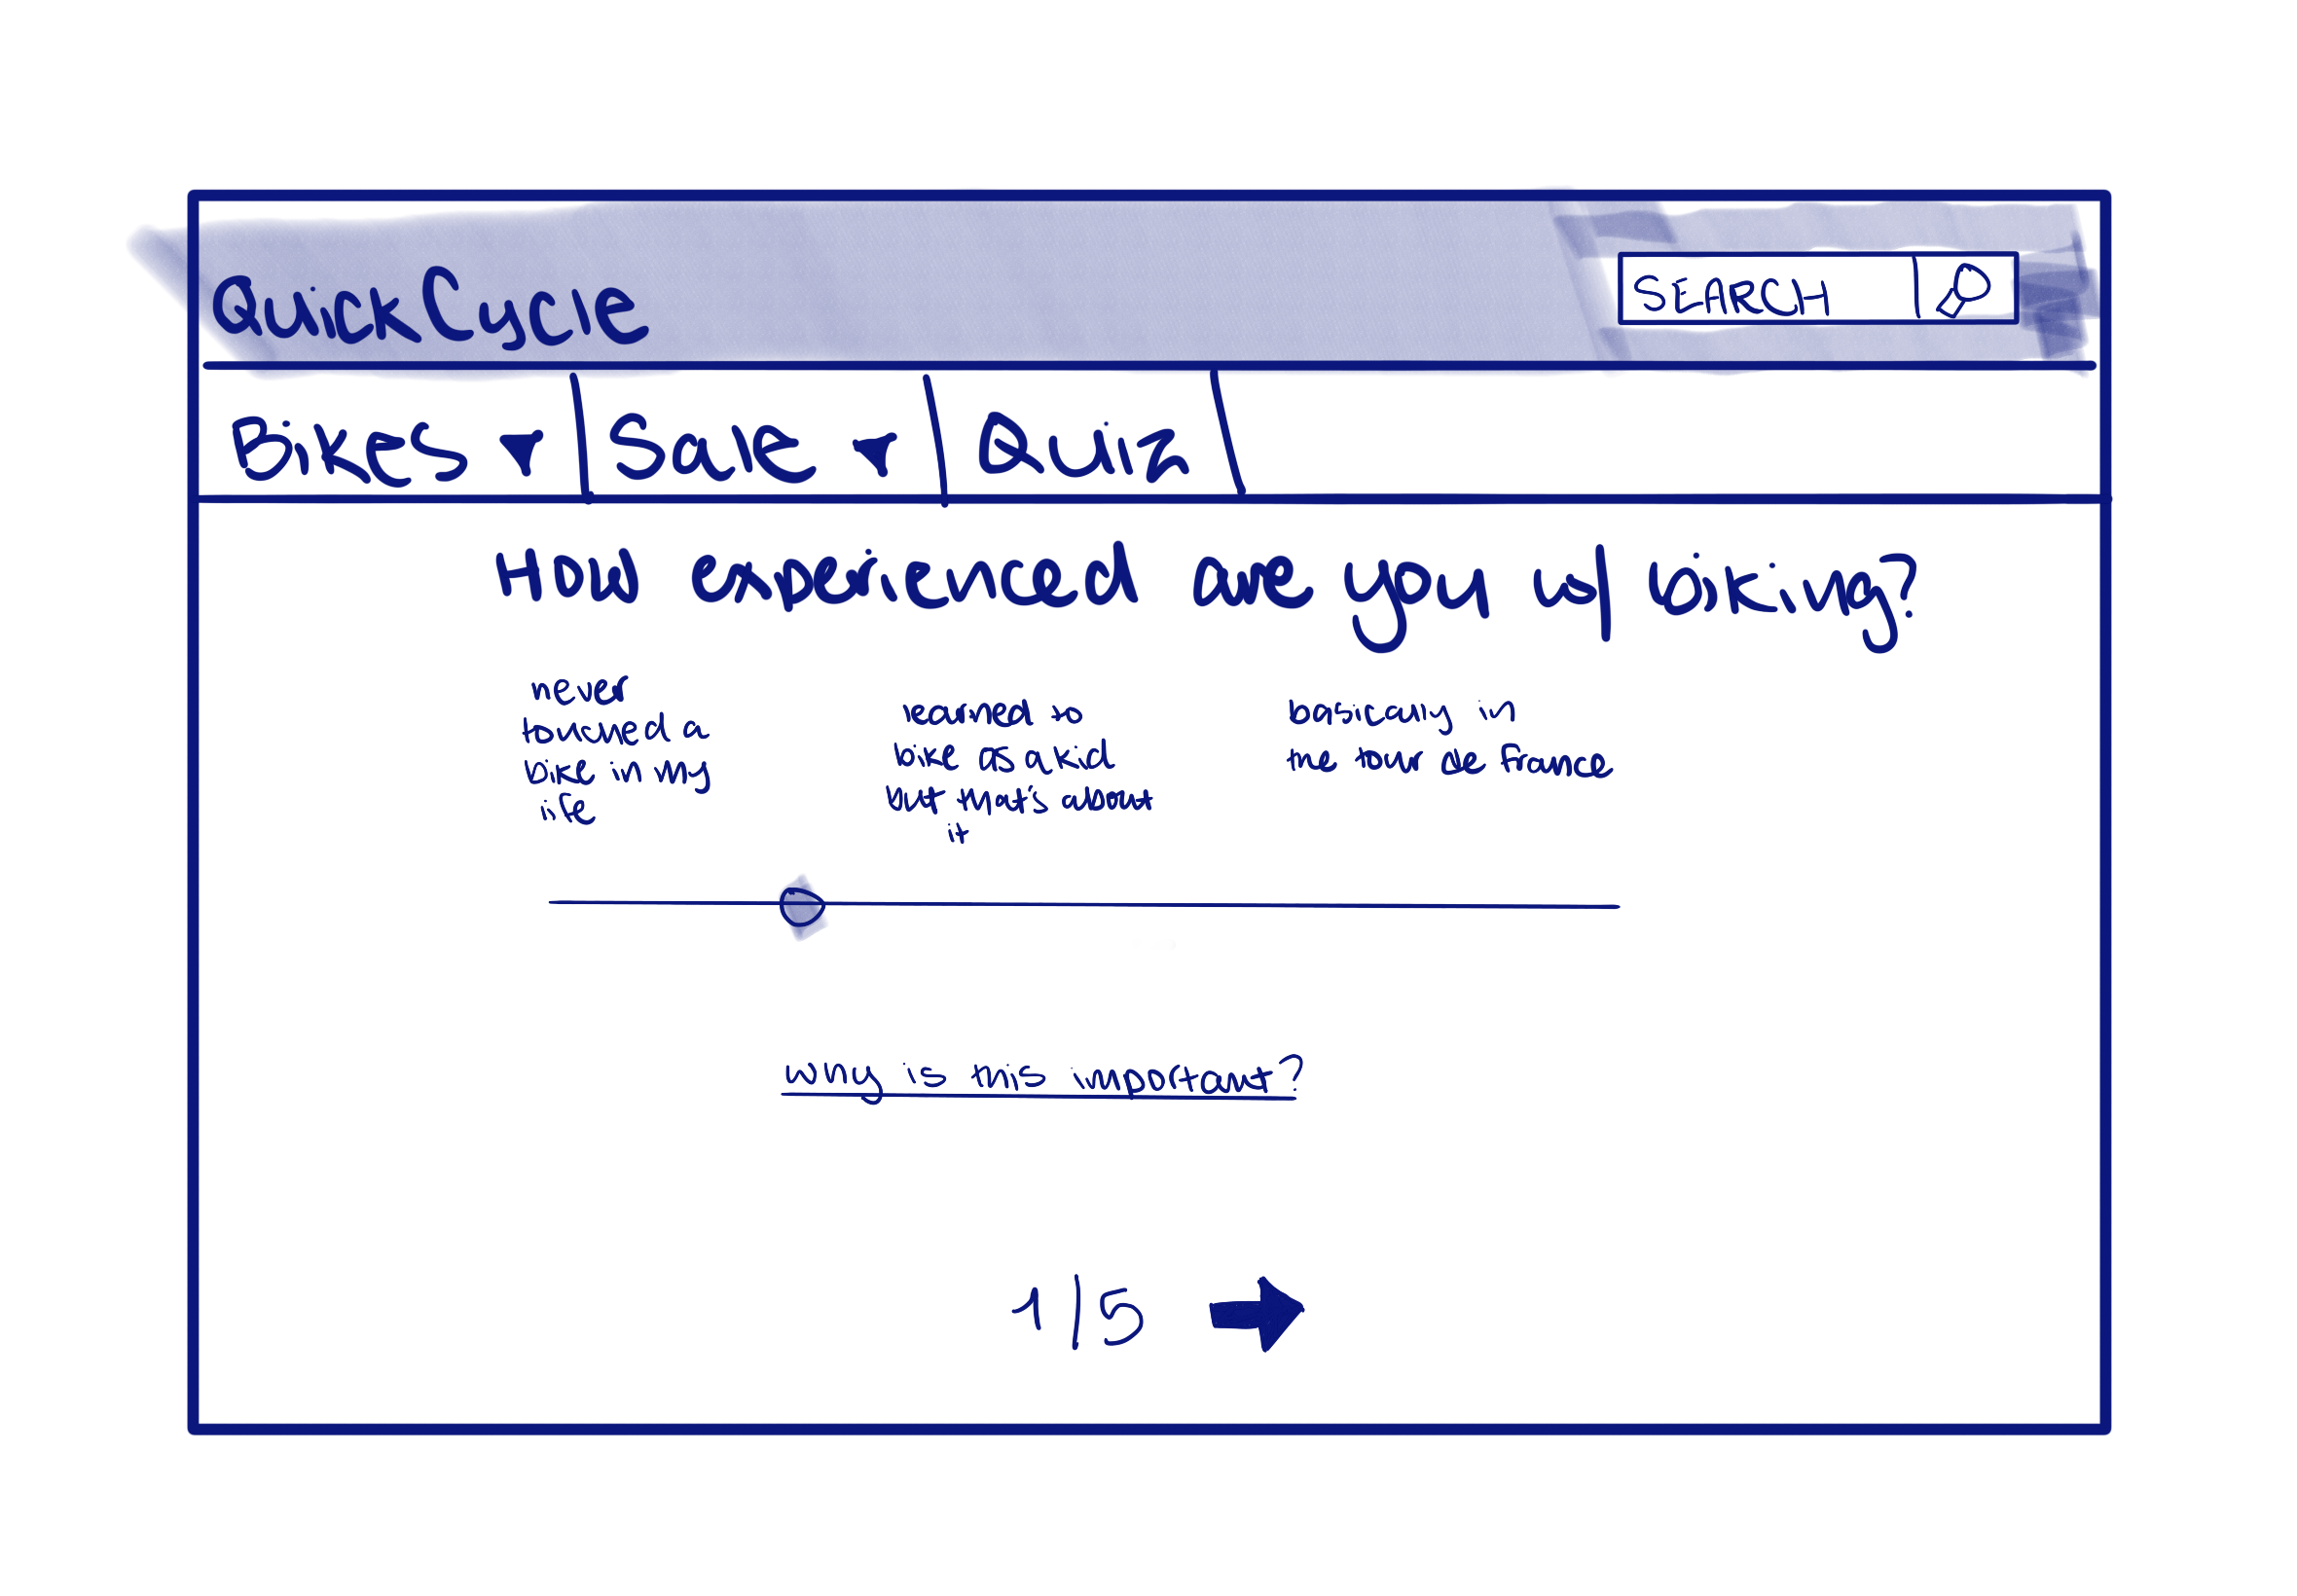 QuickCycle
SEARCH
Bikes
Sale
Quiz
How experienced are you w/ biking?
never
touched a
bike in my
life
learned to
bike as a kid
but that's about
it
basically in
the tour de france
why is this important?
1/5